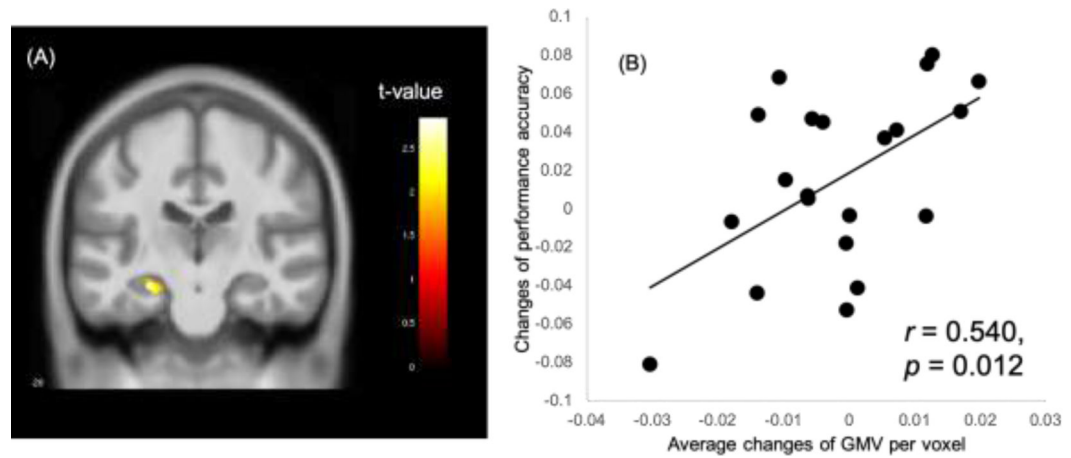 (A)
t-value
2.5
2
1.5
1
0.5
0
-20
(B)
Changes of performance accuracy
0.1
0.08
0.06
0.04
0.02
0
-0.02
-0.04
-0.06
-0.08
-0.1
r = 0.540,
p = 0.012
-0.04 -0.03 -0.02 -0.01 0 0.01 0.02 0.03
Average changes of GMV per voxel